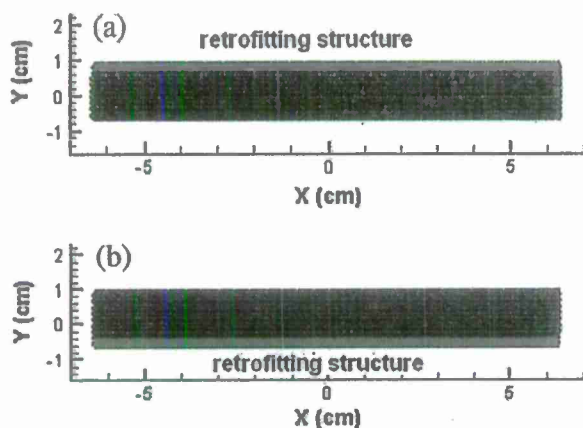 (a)
retrofitting structure
2
1
0
-1
Y (cm)
-5
0
5
X (cm)
(b)
2
1
0
-1
Y (cm)
retrofitting structure
-5
0
5
X (cm)